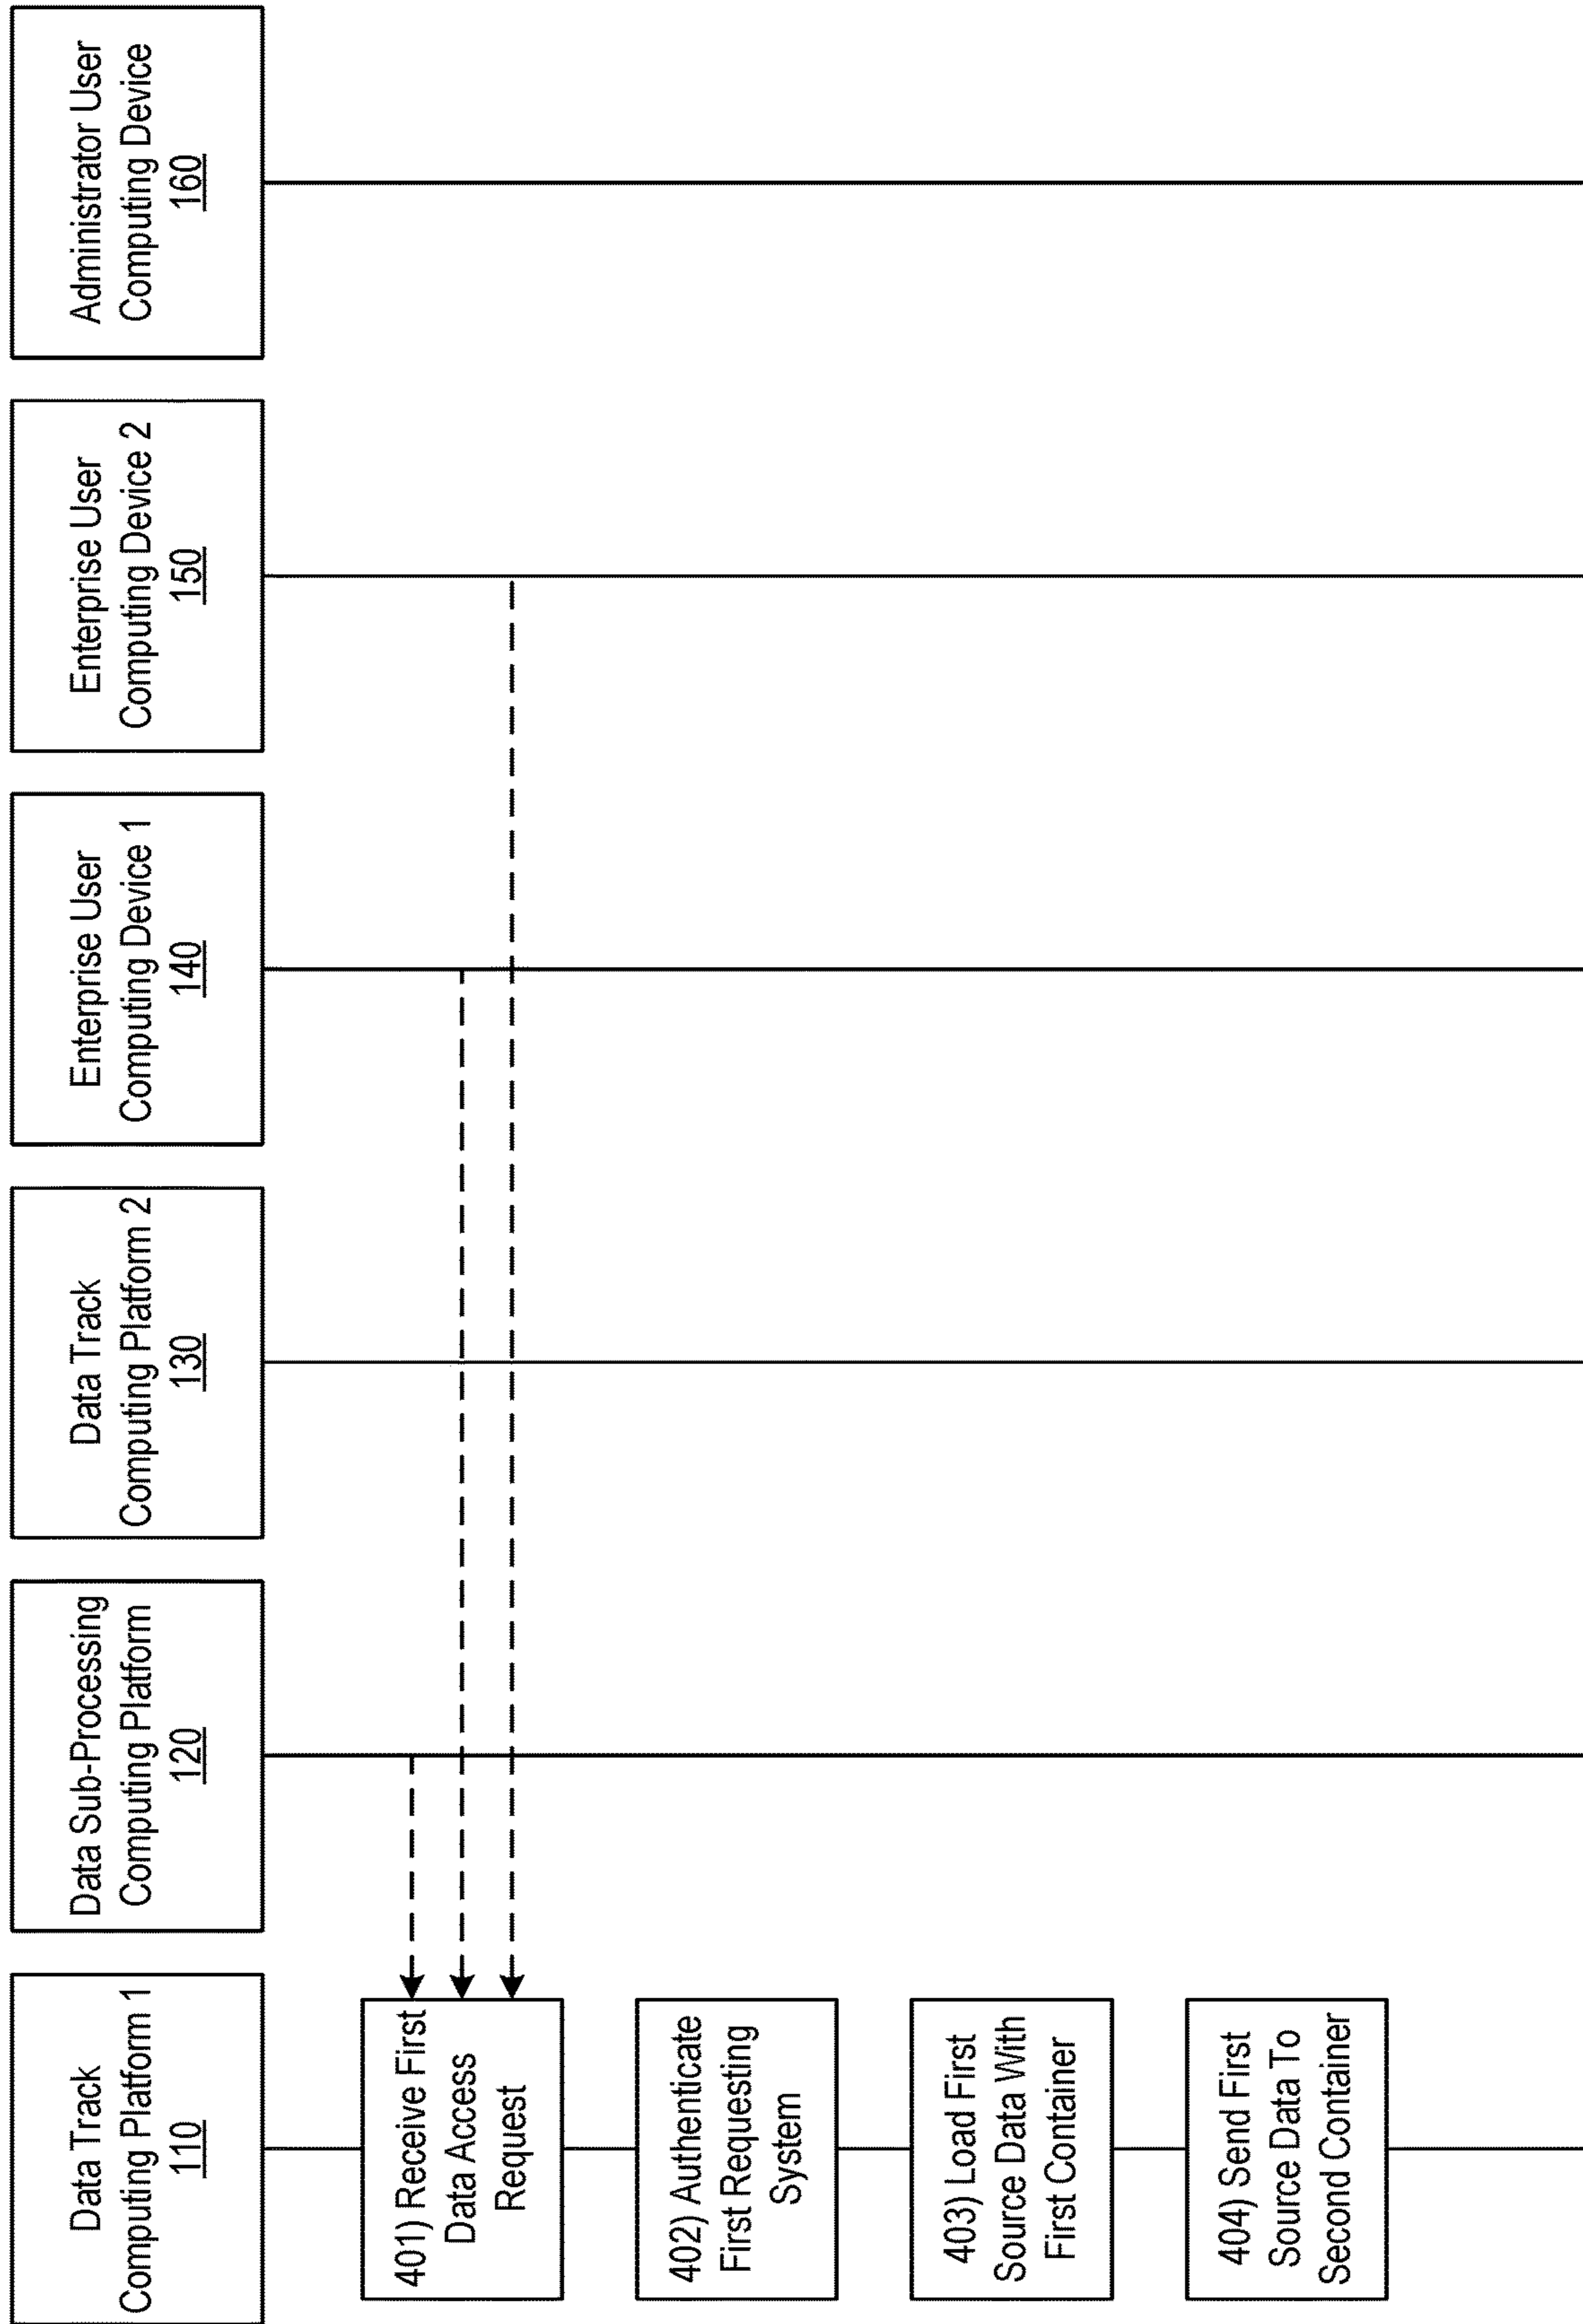 Data Track
Computing Platform 1
110
Data Sub-Processing
Computing Platform
120
Data Track
Computing Platform 2
130
Enterprise User
Computing Device 1
140
Enterprise User
Computing Device 2
150
Administrator User
Computing Device
160
401) Receive First
Data Access
Request
402) Authenticate
First Requesting
System
403) Load First
Source Data With
First Container
404) Send First
Source Data To
Second Container